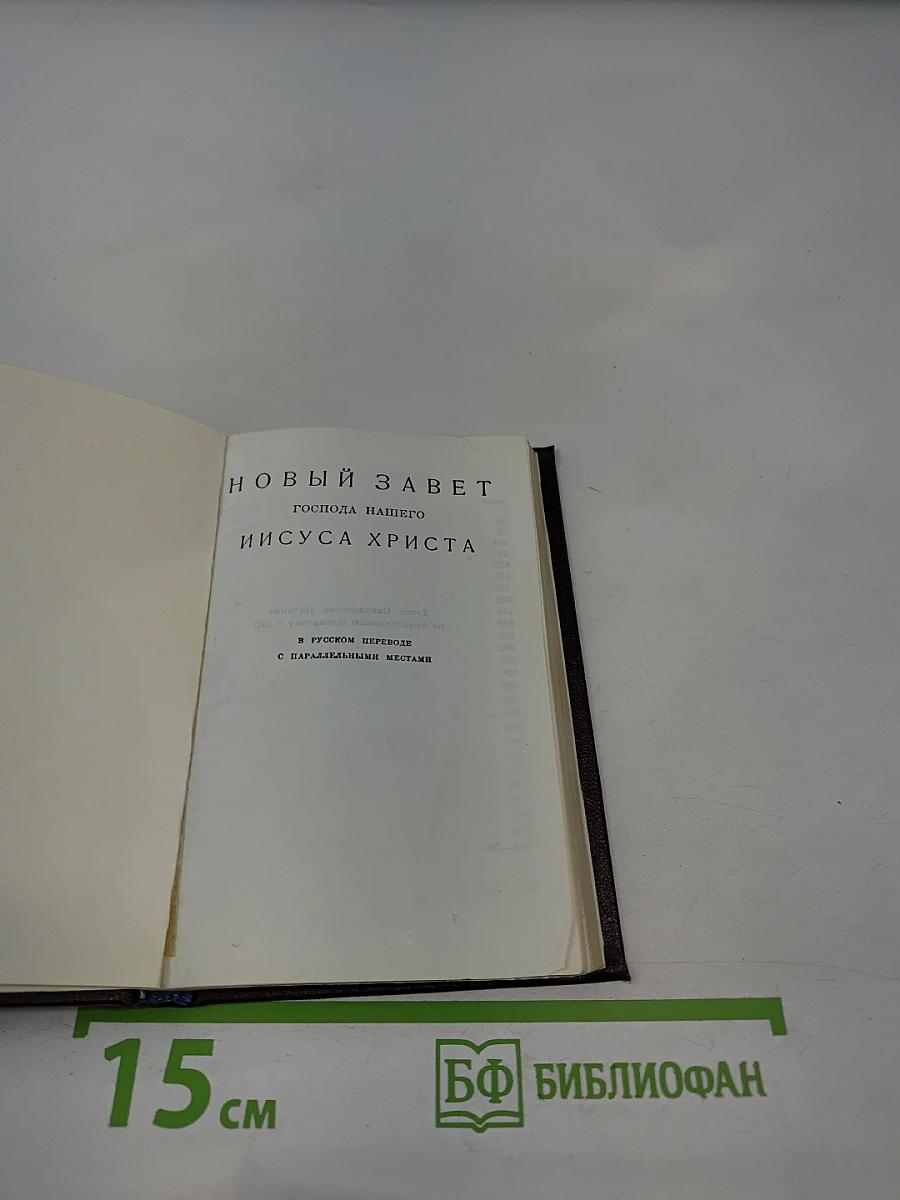 НОВЫЙ ЗАВЕТ
ГОСПОДА НАШЕГО
ИИСУСА ХРИСТА
В РУССКОМ ПЕРЕВОДЕ
С ПАРАЛЛЕЛЬНЫМИ МЕСТАМИ
15 см
БФ БИБЛИОФАН